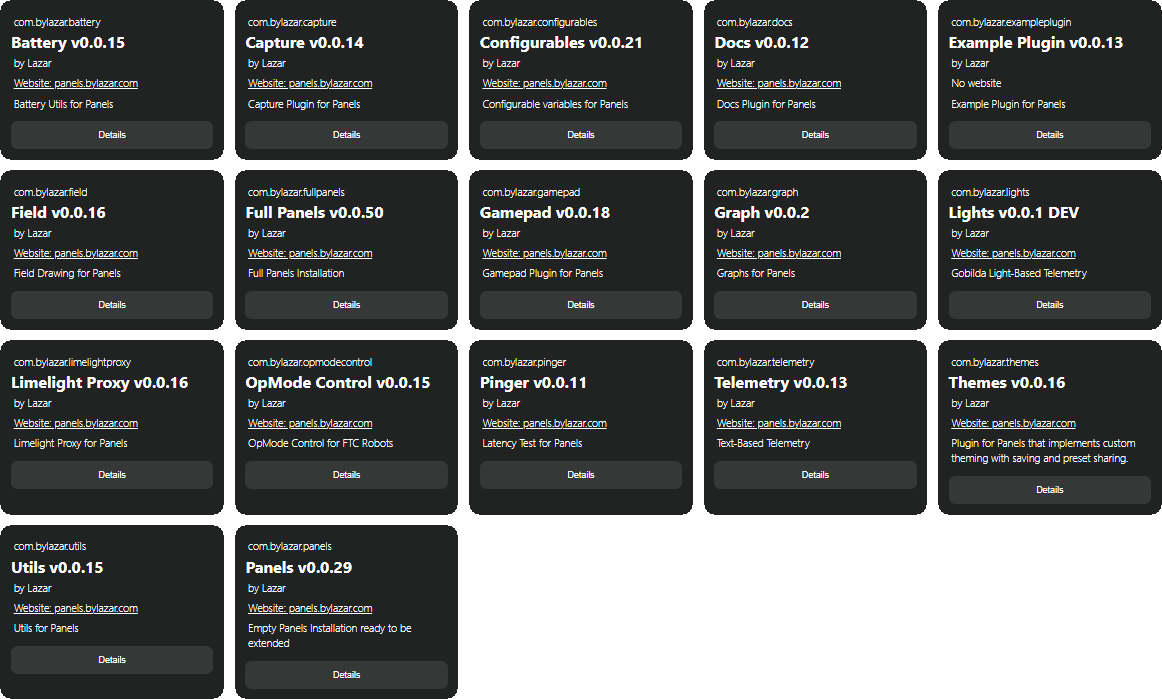 com.bylazar.battery
Battery v0.0.15
by Lazar
Website: panels.bylazar.com
Battery Utils for Panels
Details
com.bylazar.capture
Capture v0.0.14
by Lazar
Website: panels.bylazar.com
Capture Plugin for Panels
Details
com.bylazar.configurables
Configurables v0.0.21
by Lazar
Website: panels.bylazar.com
Configurable variables for Panels
Details
com.bylazar.docs
Docs v0.0.12
by Lazar
Website: panels.bylazar.com
Docs Plugin for Panels
Details
com.bylazar.exampleplugin
Example Plugin v0.0.13
by Lazar
No website
Example Plugin for Panels
Details
com.bylazar.field
Field v0.0.16
by Lazar
Website: panels.bylazar.com
Field Drawing for Panels
Details
com.bylazar.fullpanels
Full Panels v0.0.50
by Lazar
Website: panels.bylazar.com
Full Panels Installation
Details
com.bylazar.gamepad
Gamepad v0.0.18
by Lazar
Website: panels.bylazar.com
Gamepad Plugin for Panels
Details
com.bylazar.graph
Graph v0.0.2
by Lazar
Website: panels.bylazar.com
Graphs for Panels
Details
com.bylazar.lights
Lights v0.0.1 DEV
by Lazar
Website: panels.bylazar.com
Gobilda Light-Based Telemetry
Details
com.bylazar.limelightproxy
Limelight Proxy v0.0.16
by Lazar
Website: panels.bylazar.com
Limelight Proxy for Panels
Details
com.bylazar.opmodecontrol
OpMode Control v0.0.15
by Lazar
Website: panels.bylazar.com
OpMode Control for FTC Robots
Details
com.bylazar.pinger
Pinger v0.0.11
by Lazar
Website: panels.bylazar.com
Latency Test for Panels
Details
com.bylazar.telemetry
Telemetry v0.0.13
by Lazar
Website: panels.bylazar.com
Text-Based Telemetry
Details
com.bylazar.themes
Themes v0.0.16
by Lazar
Website: panels.bylazar.com
Plugin for Panels that implements custom
theming with saving and preset sharing.
Details
com.bylazar.utils
Utils v0.0.15
by Lazar
Website: panels.bylazar.com
Utils for Panels
Details
com.bylazar.panels
Panels v0.0.29
by Lazar
Website: panels.bylazar.com
Empty Panels Installation ready to be
extended
Details